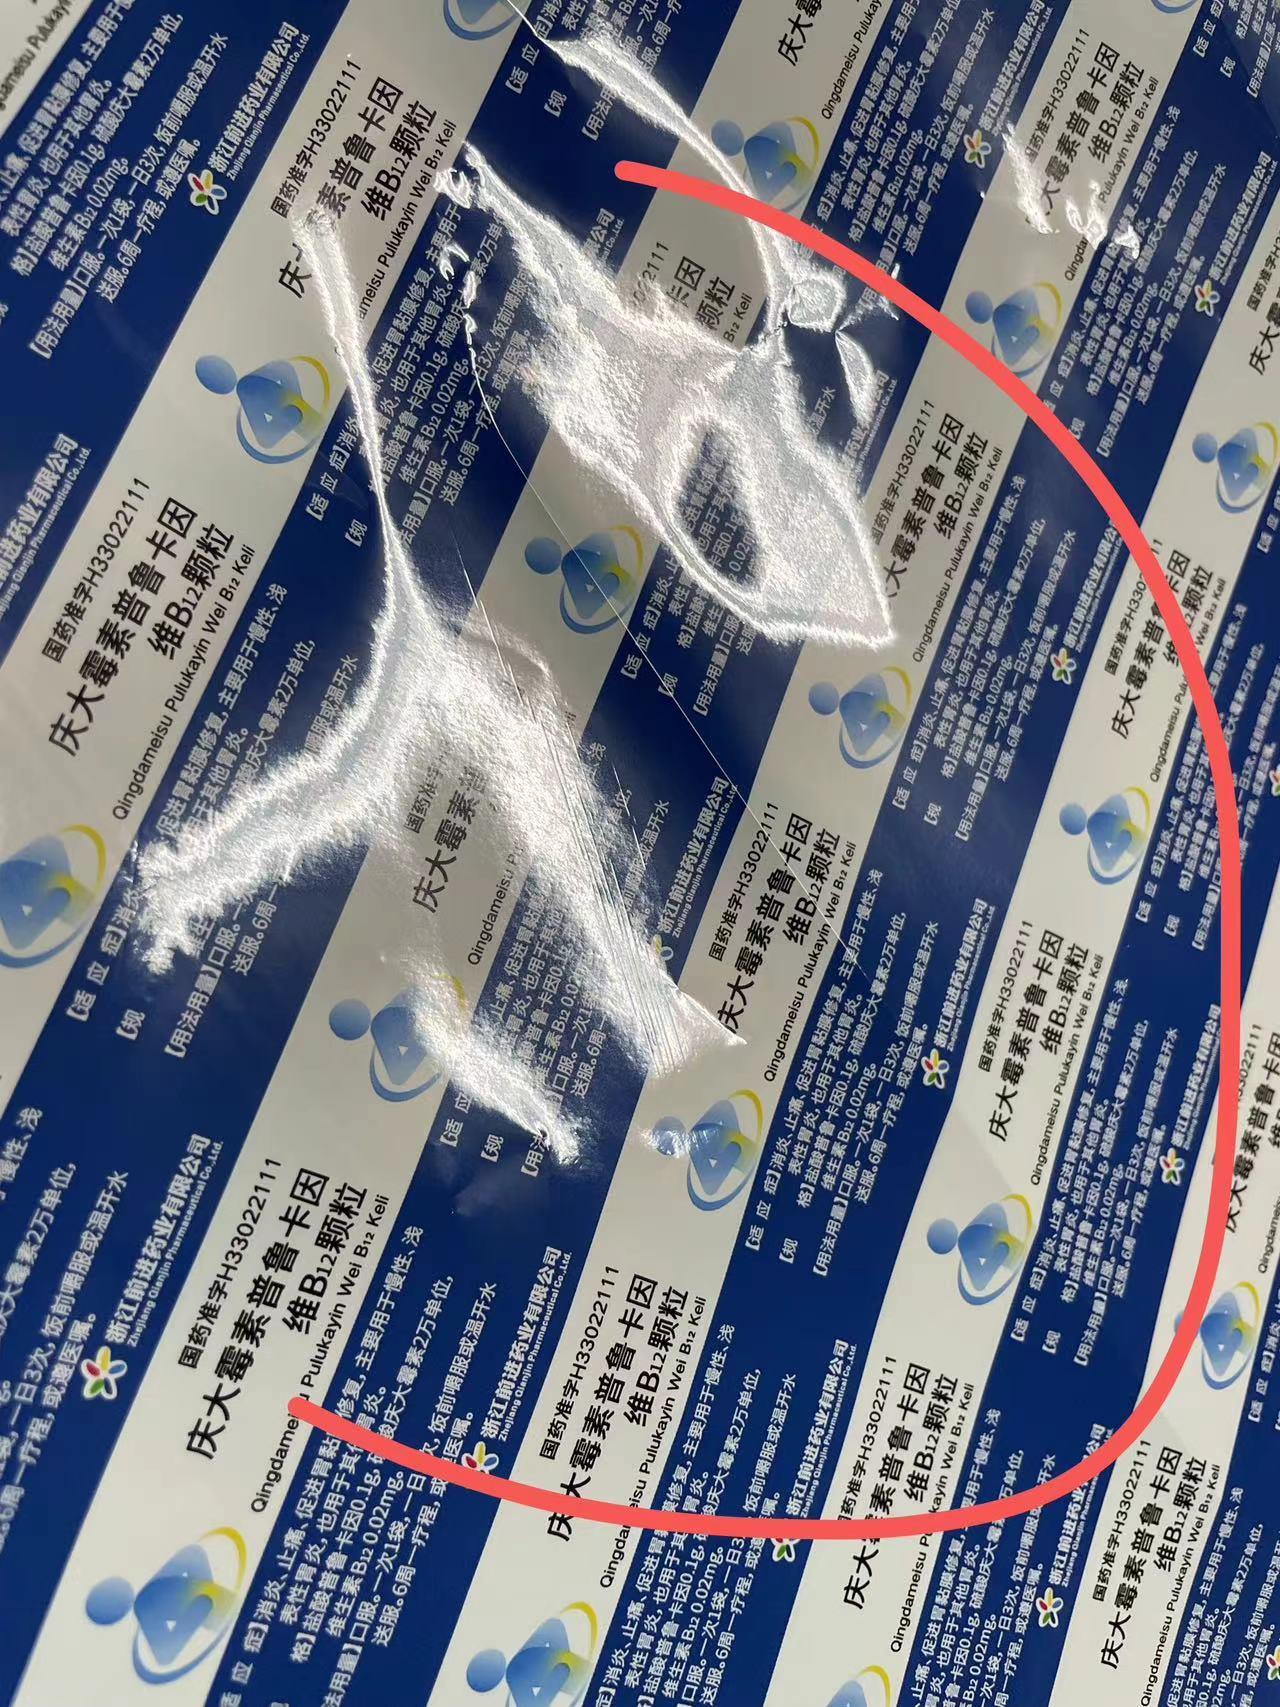 国药准字H33022111
庆大霉素普鲁卡因
维B₁₂颗粒
Qingdameisu Pulukayin Wei B₁₂ Keli
[适 应 症]消炎、止痛、促进胃黏膜修复，主要用于慢性、浅
表性胃炎，也用于其他胃炎。
[规 格]盐酸普鲁卡因0.1g，硫酸庆大霉素2万单位，
维生素B₁₂ 0.02mg。
[用法用量]口服。一次1袋，一日3次，饭前嚼服或温开水
送服。6周一疗程，或遵医嘱。
浙江前进药业有限公司
Zhejiang Qianjin Pharmaceutical Co.,Ltd.